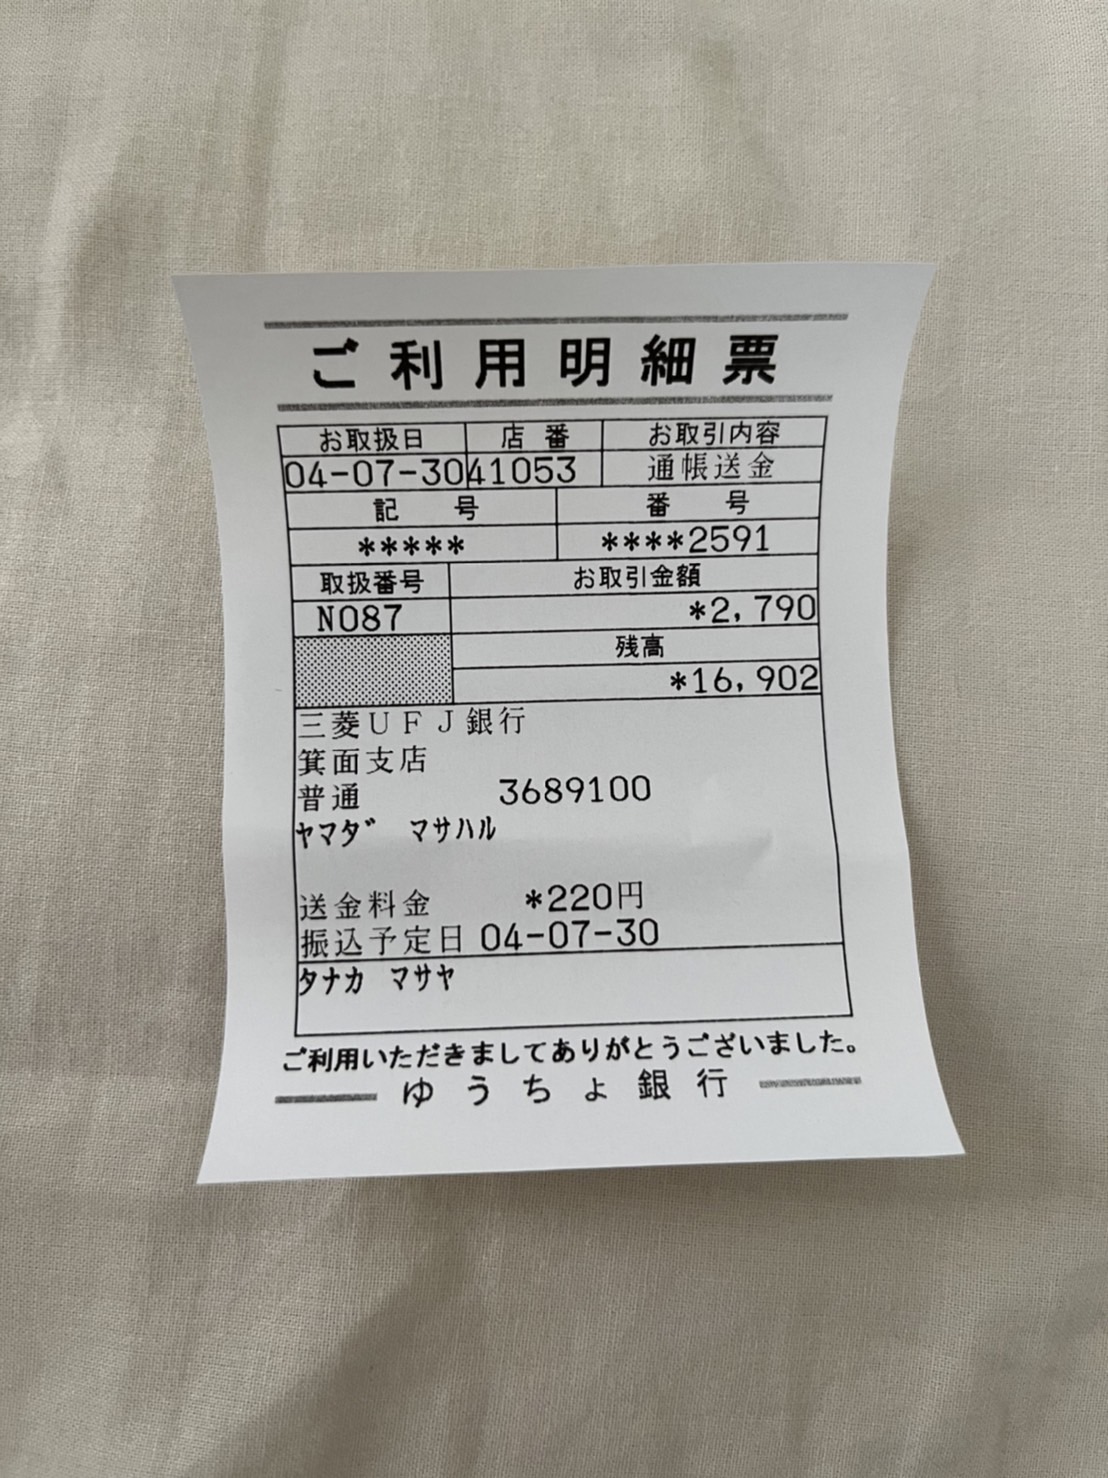 ご利用明細票
お取扱日 店番 お取引内容
04-07-30 41053 通帳送金
記号 番号
***** ****2591
取扱番号 お取引金額
N087 *2,790
残高
*16,902
三菱UFJ銀行
箕面支店
普通 3689100
ヤマダ マサハル
送金料金 *220円
振込予定日 04-07-30
タナカ マサヤ
ご利用いただきましてありがとうございました。
ゆうちょ銀行